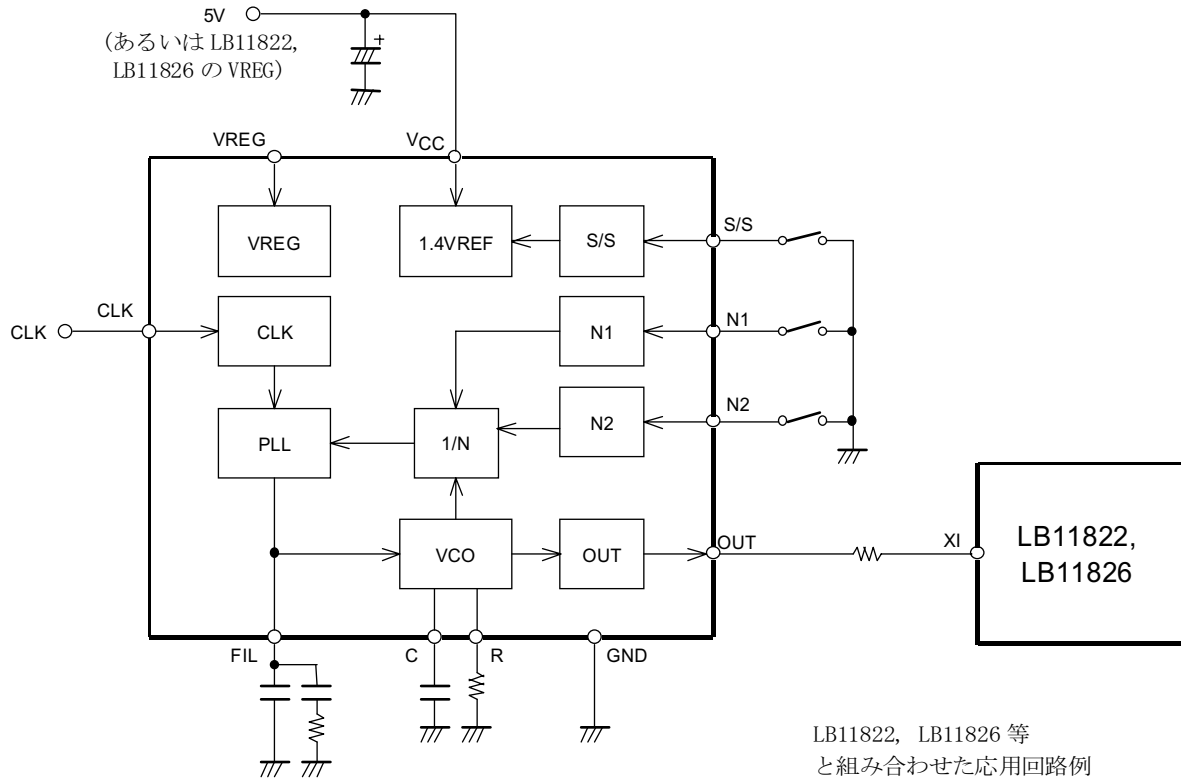 5V
(あるいは LB11822,
LB11826 の VREG)
+
VREG
VCC
VREG
1.4VREF
S/S
S/S
CLK
CLK
CLK
N1
N1
PLL
1/N
N2
N2
VCO
OUT
OUT
XI
LB11822,
LB11826
FIL
C
R
GND
LB11822, LB11826 等
と組み合わせた応用回路例